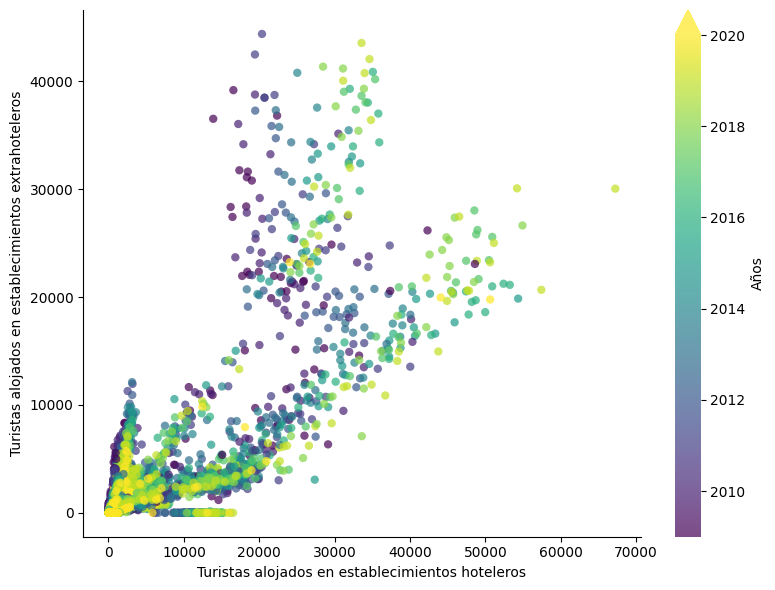 Turistas alojados en establecimientos extrahoteleros
40000
30000
20000
10000
0
0 10000 20000 30000 40000 50000 60000 70000
Turistas alojados en establecimientos hoteleros
2020
2018
2016
2014
2012
2010
Años